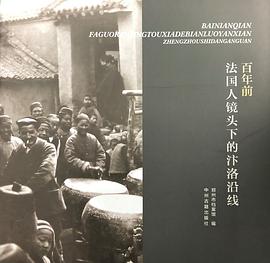 BAINIANQIAN
FAGUORENJINGTOUXIADEBIANLUOYANXIAN
ZHENGZHOUSHIDANGANGUAN
百年前
法国人镜头下的汴洛沿线
郑州市档案馆 编
中州古籍出版社